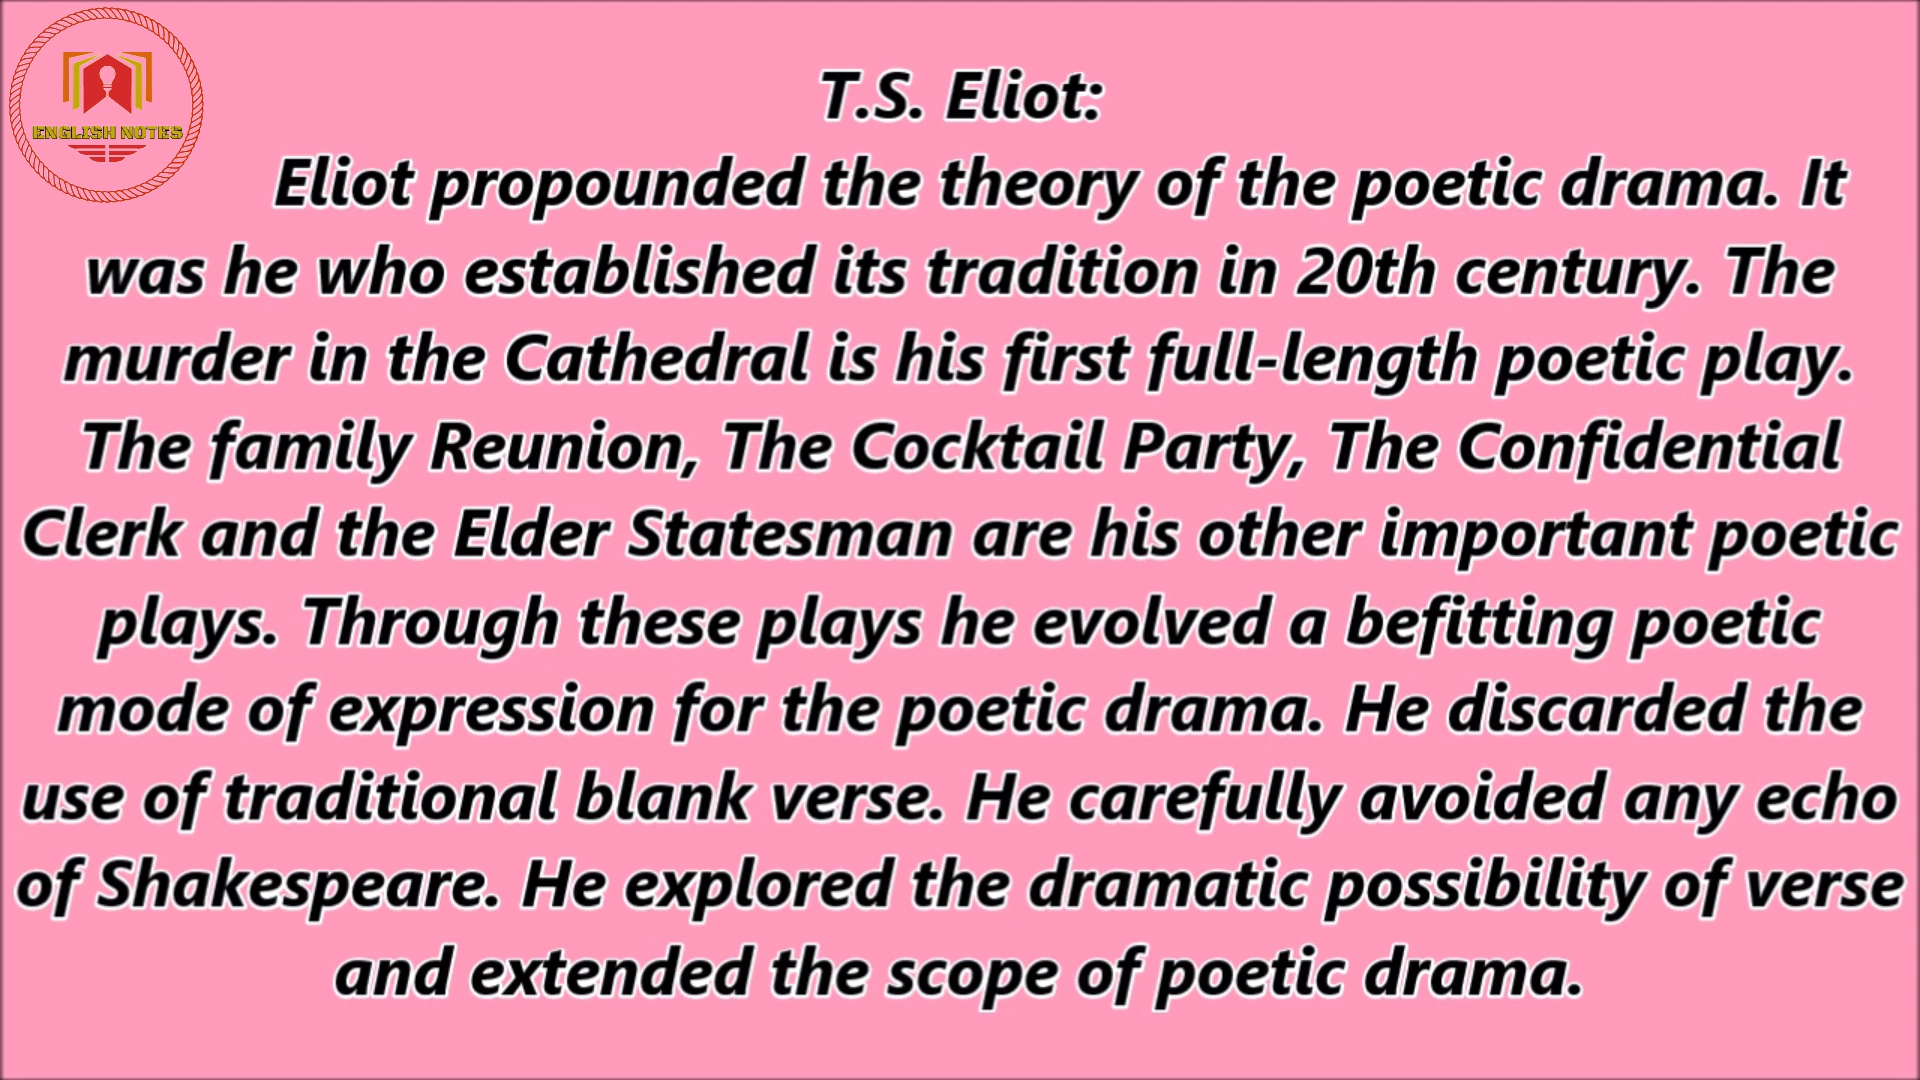 ENGLISH NOTES
T.S. Eliot:
Eliot propounded the theory of the poetic drama. It
was he who established its tradition in 20th century. The
murder in the Cathedral is his first full-length poetic play.
The family Reunion, The Cocktail Party, The Confidential
Clerk and the Elder Statesman are his other important poetic
plays. Through these plays he evolved a befitting poetic
mode of expression for the poetic drama. He discarded the
use of traditional blank verse. He carefully avoided any echo
of Shakespeare. He explored the dramatic possibility of verse
and extended the scope of poetic drama.